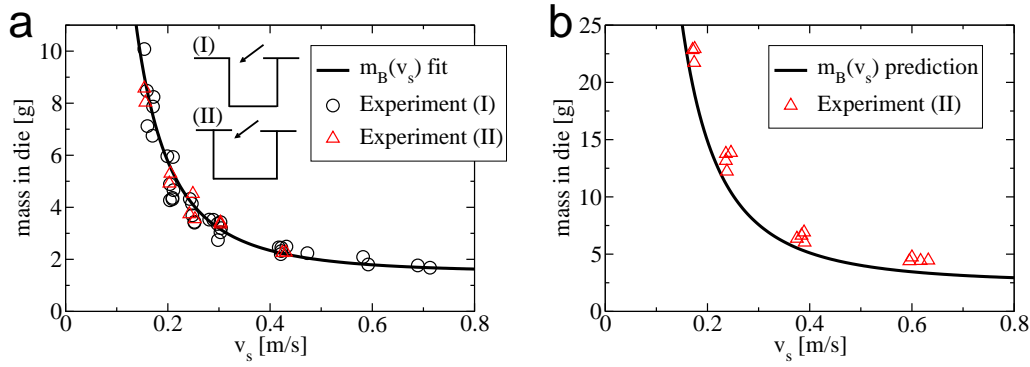 a
mass in die [g]
10
8
6
4
2
0
0
0.2
0.4
0.6
0.8
v_s [m/s]
(I)
(II)
m_B(v_s) fit
Experiment (I)
Experiment (II)
b
mass in die [g]
25
20
15
10
5
0
0
0.2
0.4
0.6
0.8
v_s [m/s]
m_B(v_s) prediction
Experiment (II)